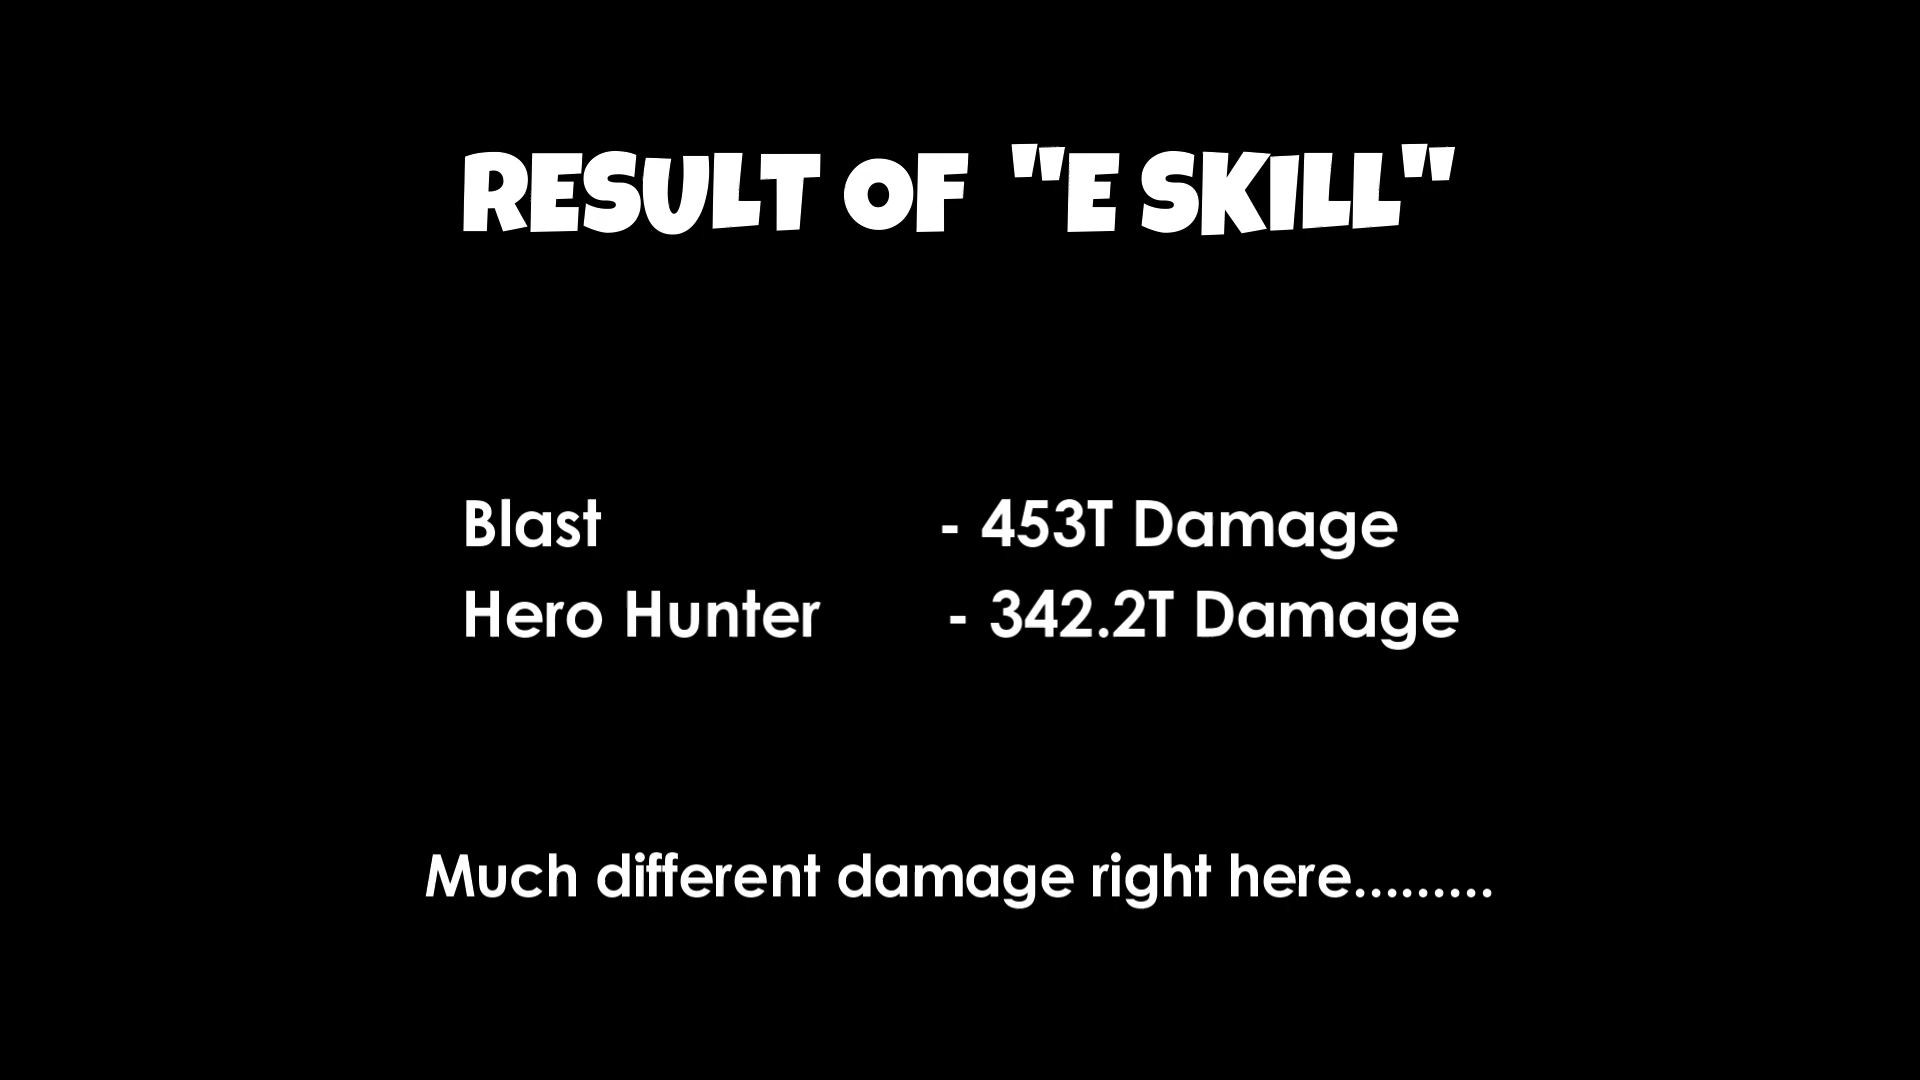 RESULT OF "E SKILL"
Blast - 453T Damage
Hero Hunter - 342.2T Damage
Much different damage right here.........